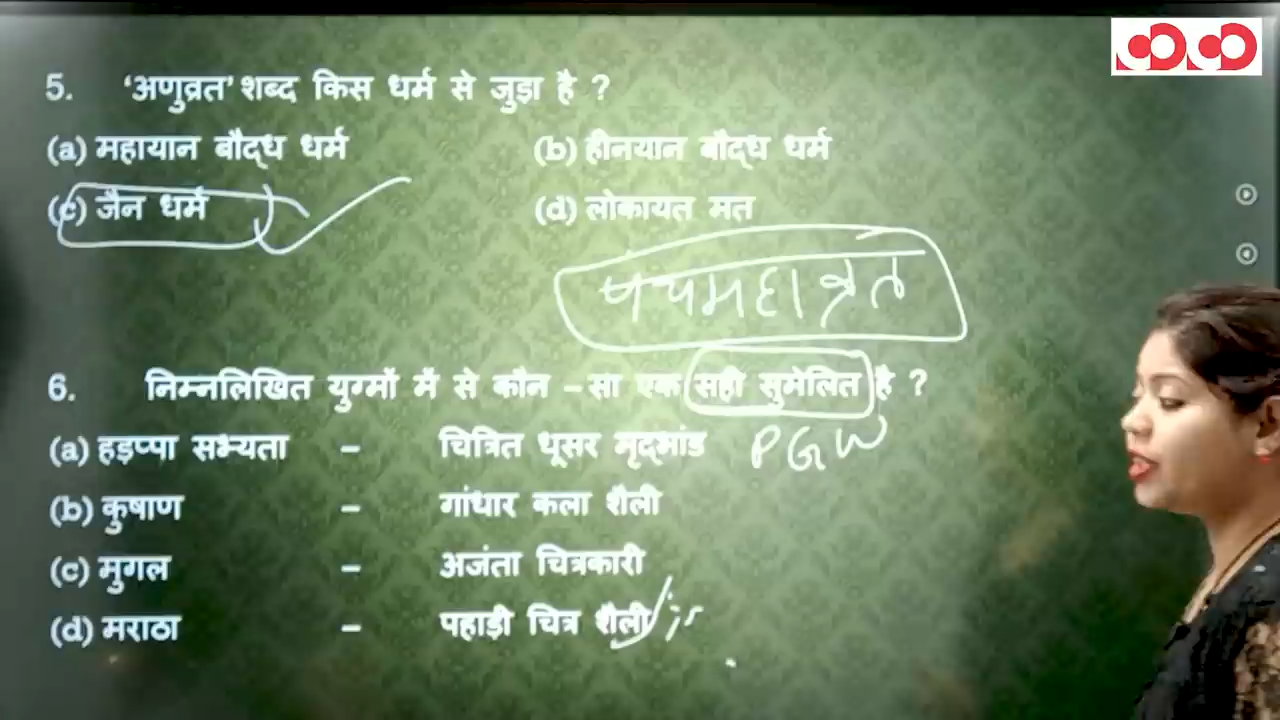 5. ‘अणुव्रत’ शब्द किस धर्म से जुड़ा है ?
(a) महायान बौद्ध धर्म (b) हीनयान बौद्ध धर्म
(c) जैन धर्म (d) लोकायत मत
पंचमहाव्रत
6. निम्नलिखित युग्मों में से कौन – सा एक सही सुमेलित है ?
(a) हड़प्पा सभ्यता – चित्रित धूसर मृद्भांड PGW
(b) कुषाण – गांधार कला शैली
(c) मुगल – अजंता चित्रकारी
(d) मराठा – पहाड़ी चित्र शैली